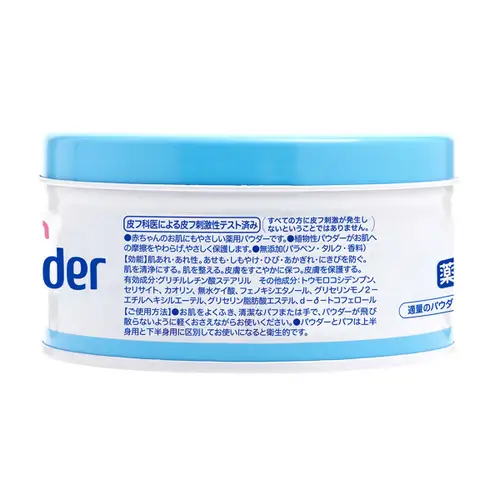 der
皮フ科医による皮フ刺激性テスト済み
(すべての方に皮フ刺激が発生し
ないということではありません。)
●赤ちゃんのお肌にもやさしい薬用パウダーです。●植物性パウダーがお肌へ
の摩擦をやわらげ、やさしく保護します。●無添加(パラベン・タルク・香料)
【効能】肌あれ・あれ性。あせも・しもやけ・ひび・あかぎれ・にきびを防ぐ。
肌を清浄にする。肌を整える。皮膚をすこやかに保つ。皮膚を保護する。
有効成分:グリチルレチン酸ステアリル その他成分:トウモロコシデンプン、
セリサイト、カオリン、無水ケイ酸、フェノキシエタノール、グリセリンモノ2－
エチルヘキシルエーテル、グリセリン脂肪酸エステル、d－δ－トコフェロール
【ご使用方法】●お肌をよくふき、清潔なパフまたは手で、パウダーが飛び
散らないように軽くおさえながらお使いください。●パウダーとパフは上半
身用と下半身用に区別してお使いになると衛生的です。
薬
適量のパウダ